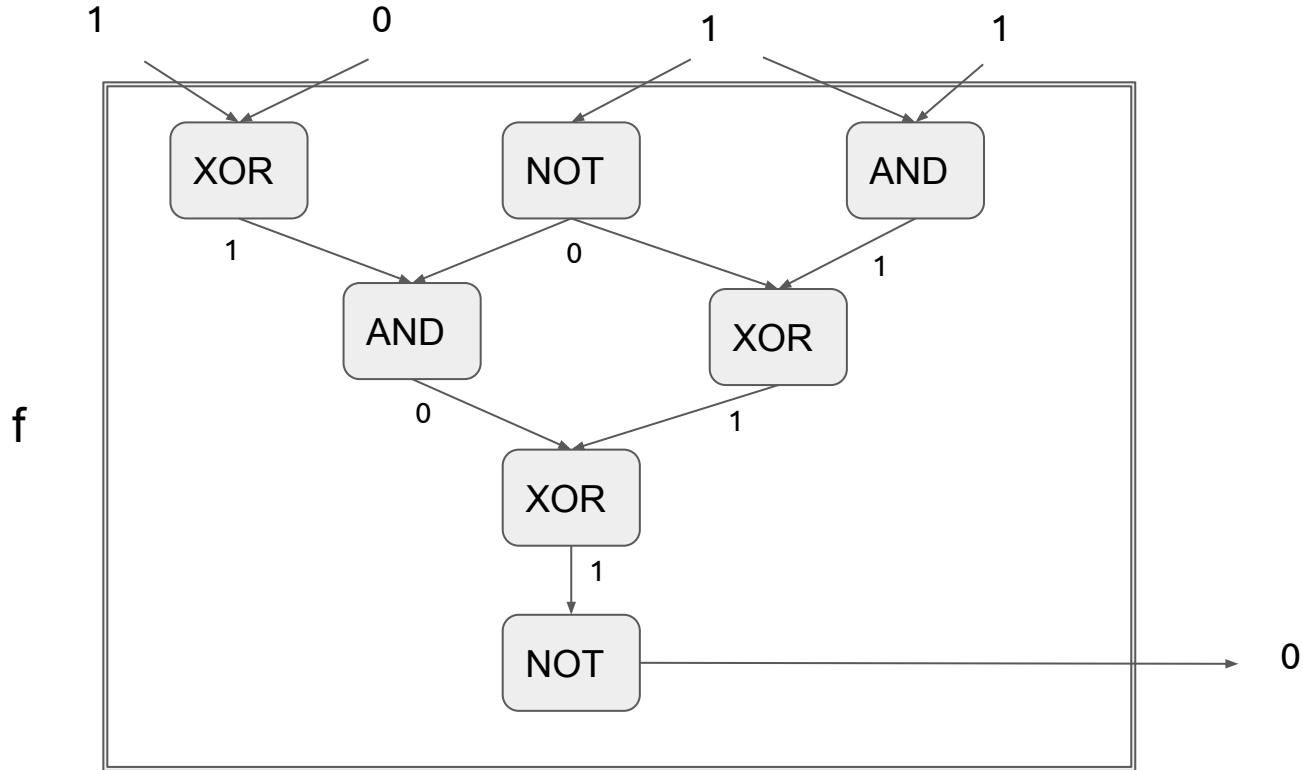 1 0 1 1
XOR NOT AND
1 0 1
AND XOR
0 1
f
XOR
1
NOT 0